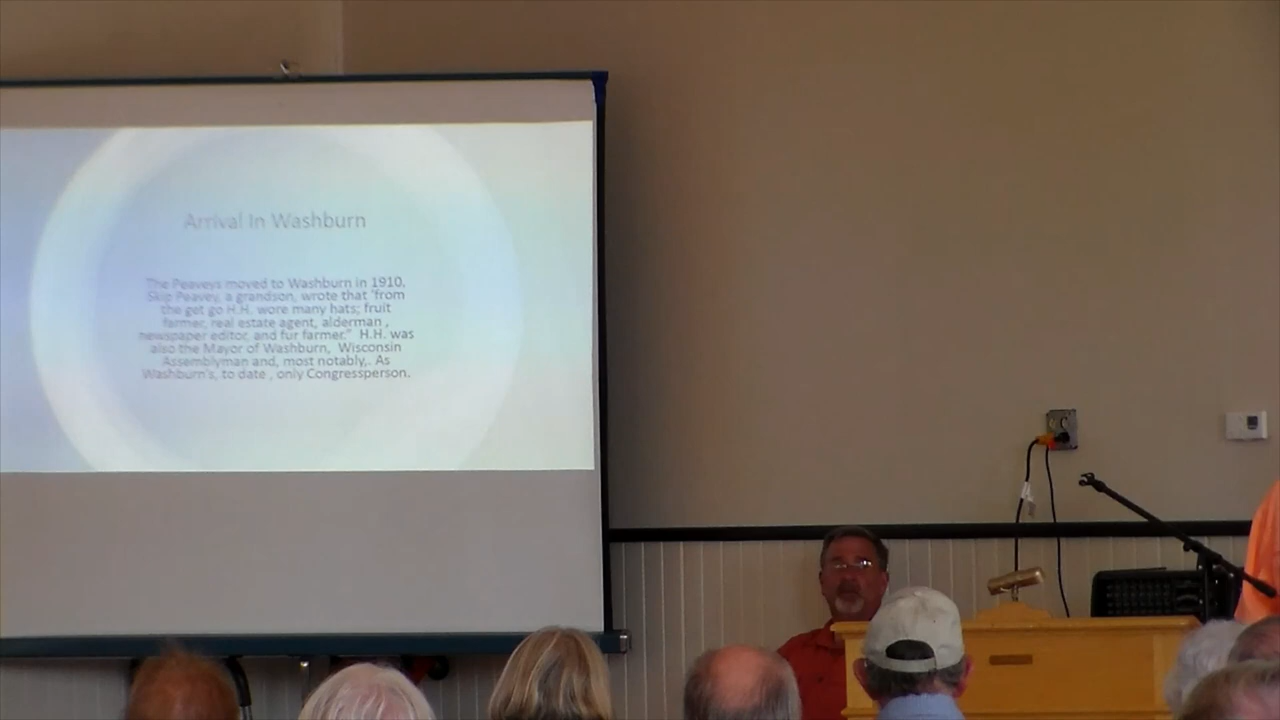 Arrival In Washburn
The Peaveys moved to Washburn in 1910.
Skip Peavey, a grandson, wrote that 'from
the get go H.H. wore many hats; fruit
farmer, real estate agent, alderman ,
newspaper editor, and fur farmer." H.H. was
also the Mayor of Washburn, Wisconsin
Assemblyman and, most notably,. As
Washburn's, to date , only Congressperson.